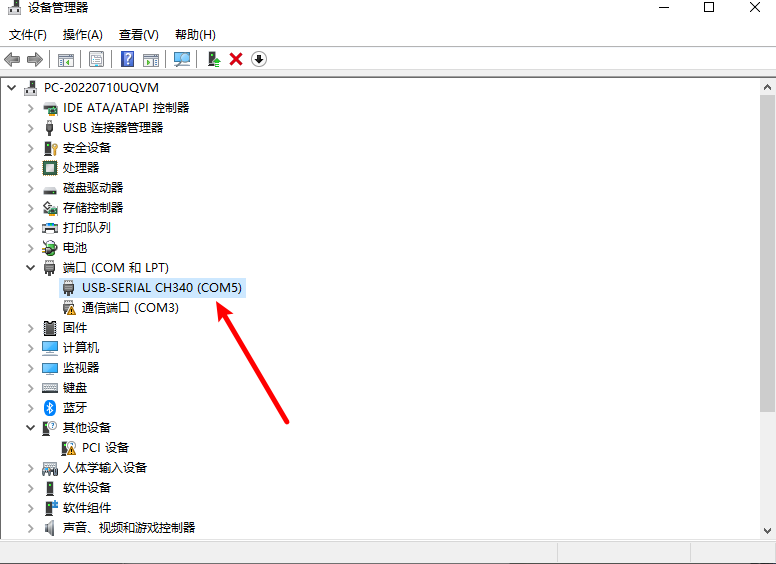 设备管理器
文件(F) 操作(A) 查看(V) 帮助(H)
PC-20220710UQVM
IDE ATA/ATAPI 控制器
USB 连接器管理器
安全设备
处理器
磁盘驱动器
存储控制器
打印队列
电池
端口 (COM 和 LPT)
USB-SERIAL CH340 (COM5)
通信端口 (COM3)
固件
计算机
监视器
键盘
蓝牙
其他设备
PCI 设备
人体学输入设备
软件设备
软件组件
声音、视频和游戏控制器